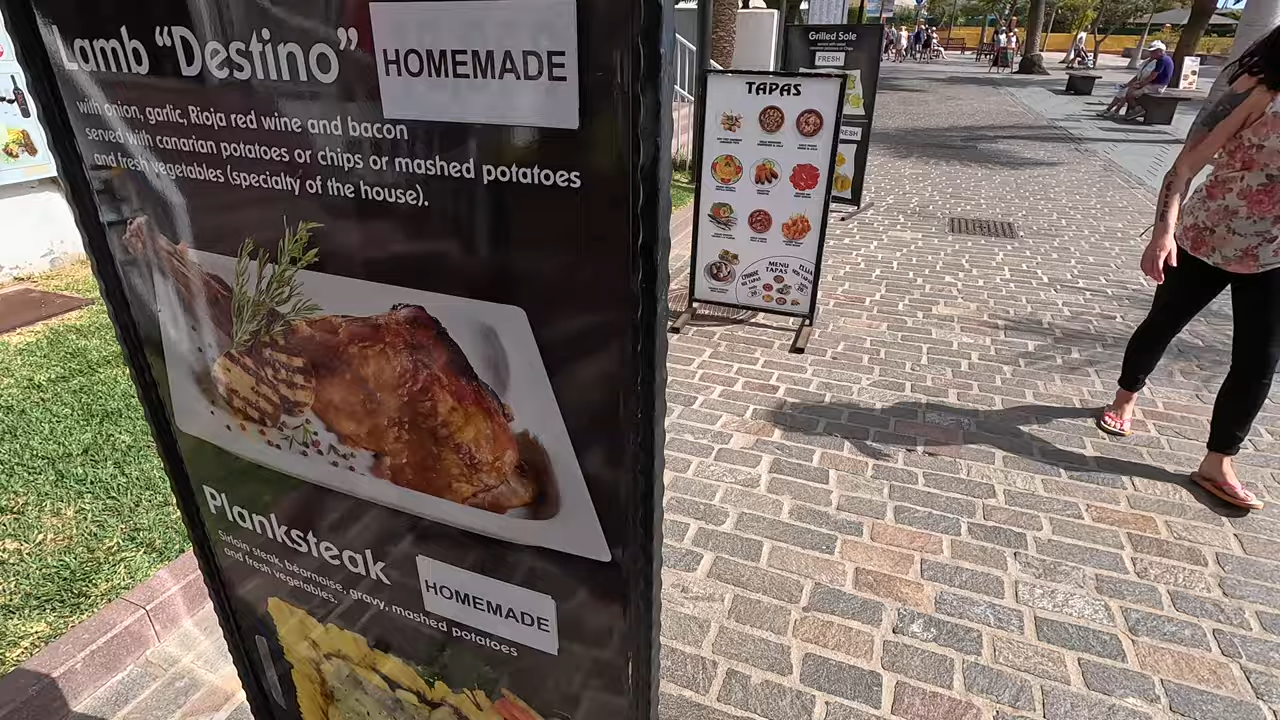 Lamb “Destino”
HOMEMADE
with onion, garlic, Rioja red wine and bacon
served with canarian potatoes or chips or mashed potatoes
and fresh vegetables (specialty of the house).
Planksteak
HOMEMADE
Sirloin steak, béarnaise, gravy, mashed potatoes
and fresh vegetables.
TAPAS
MENU
TAPAS
Grilled Sole
FRESH
FRESH